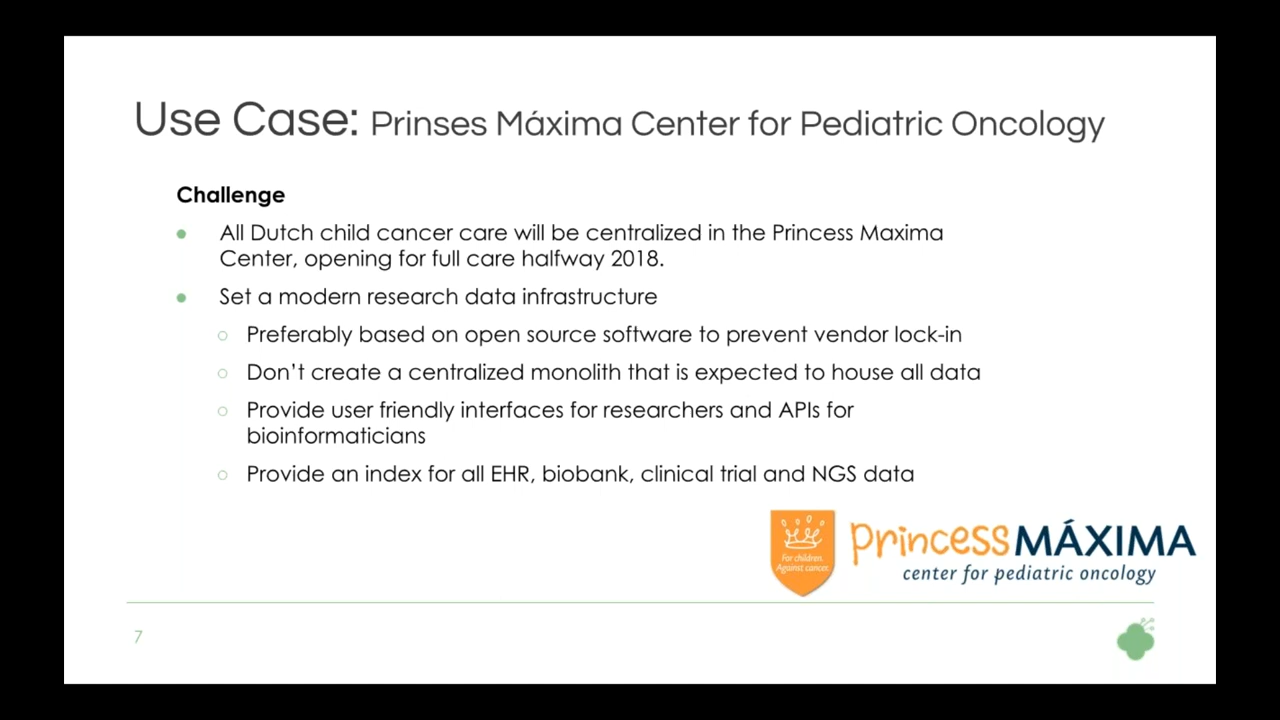 Use Case: Prinses Máxima Center for Pediatric Oncology
Challenge
All Dutch child cancer care will be centralized in the Princess Maxima
Center, opening for full care halfway 2018.
Set a modern research data infrastructure
Preferably based on open source software to prevent vendor lock-in
Don't create a centralized monolith that is expected to house all data
Provide user friendly interfaces for researchers and APIs for
bioinformaticians
Provide an index for all EHR, biobank, clinical trial and NGS data
For children.
Against cancer.
princess MÁXIMA
center for pediatric oncology
7